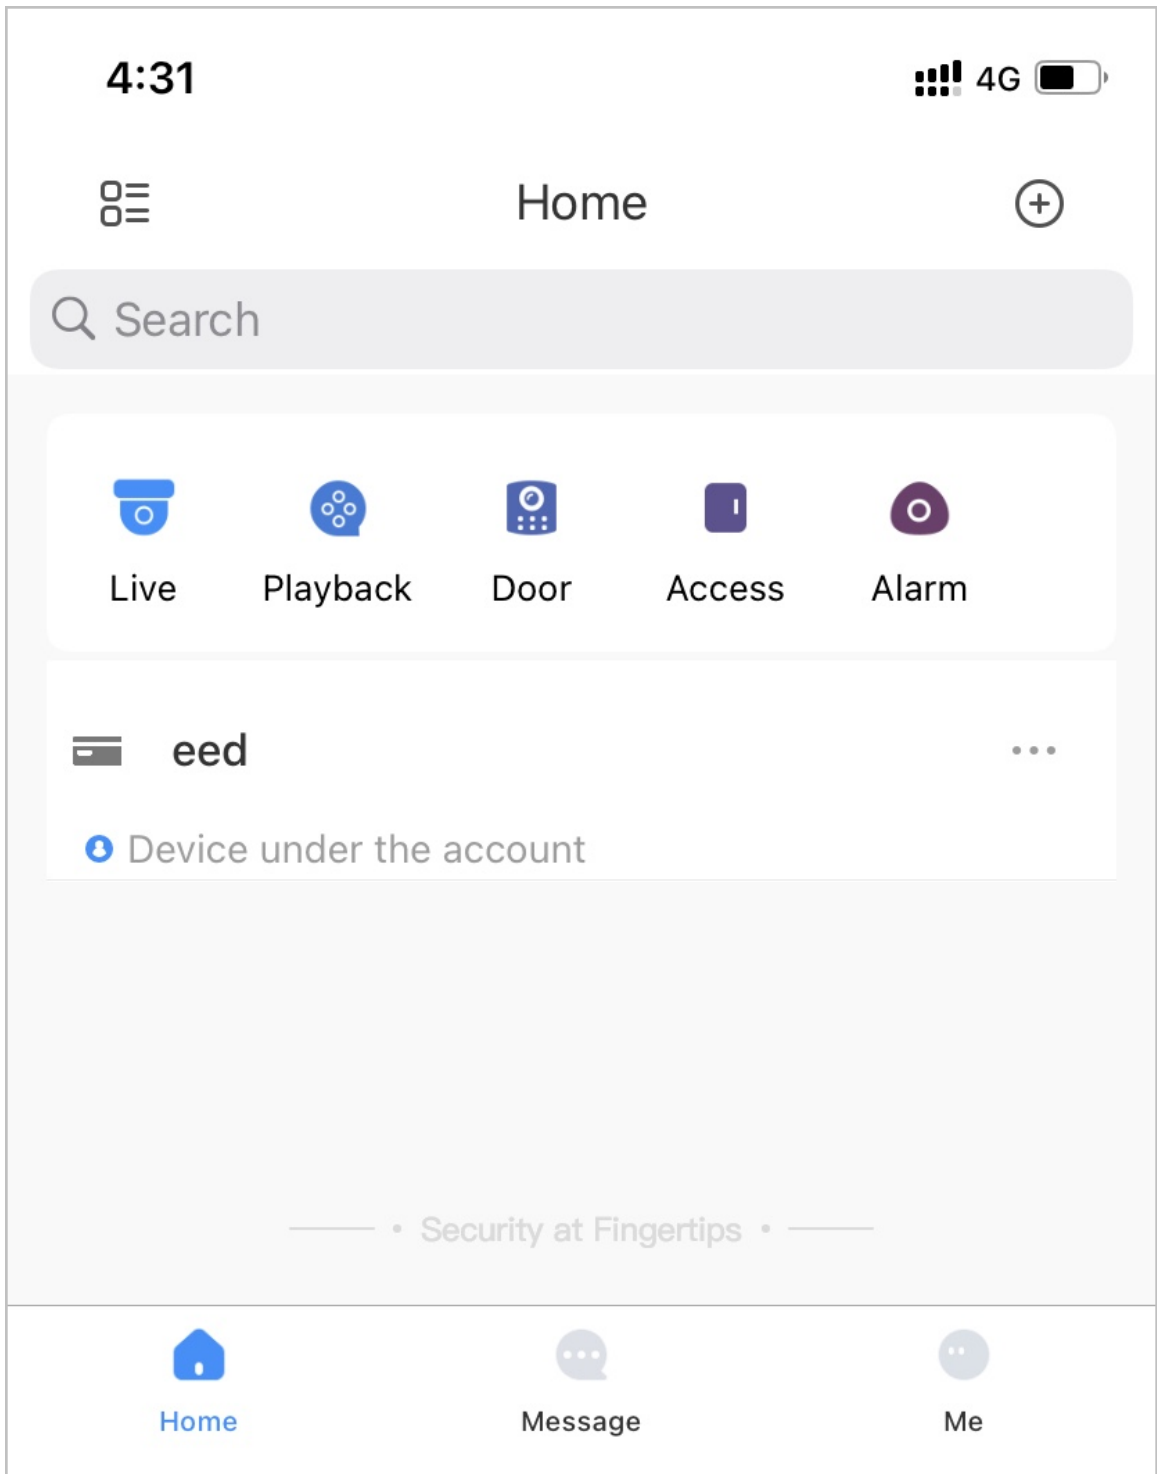 4:31 4G
Home
Search
Live Playback Door Access Alarm
eed
Device under the account
Security at Fingertips
Home Message Me